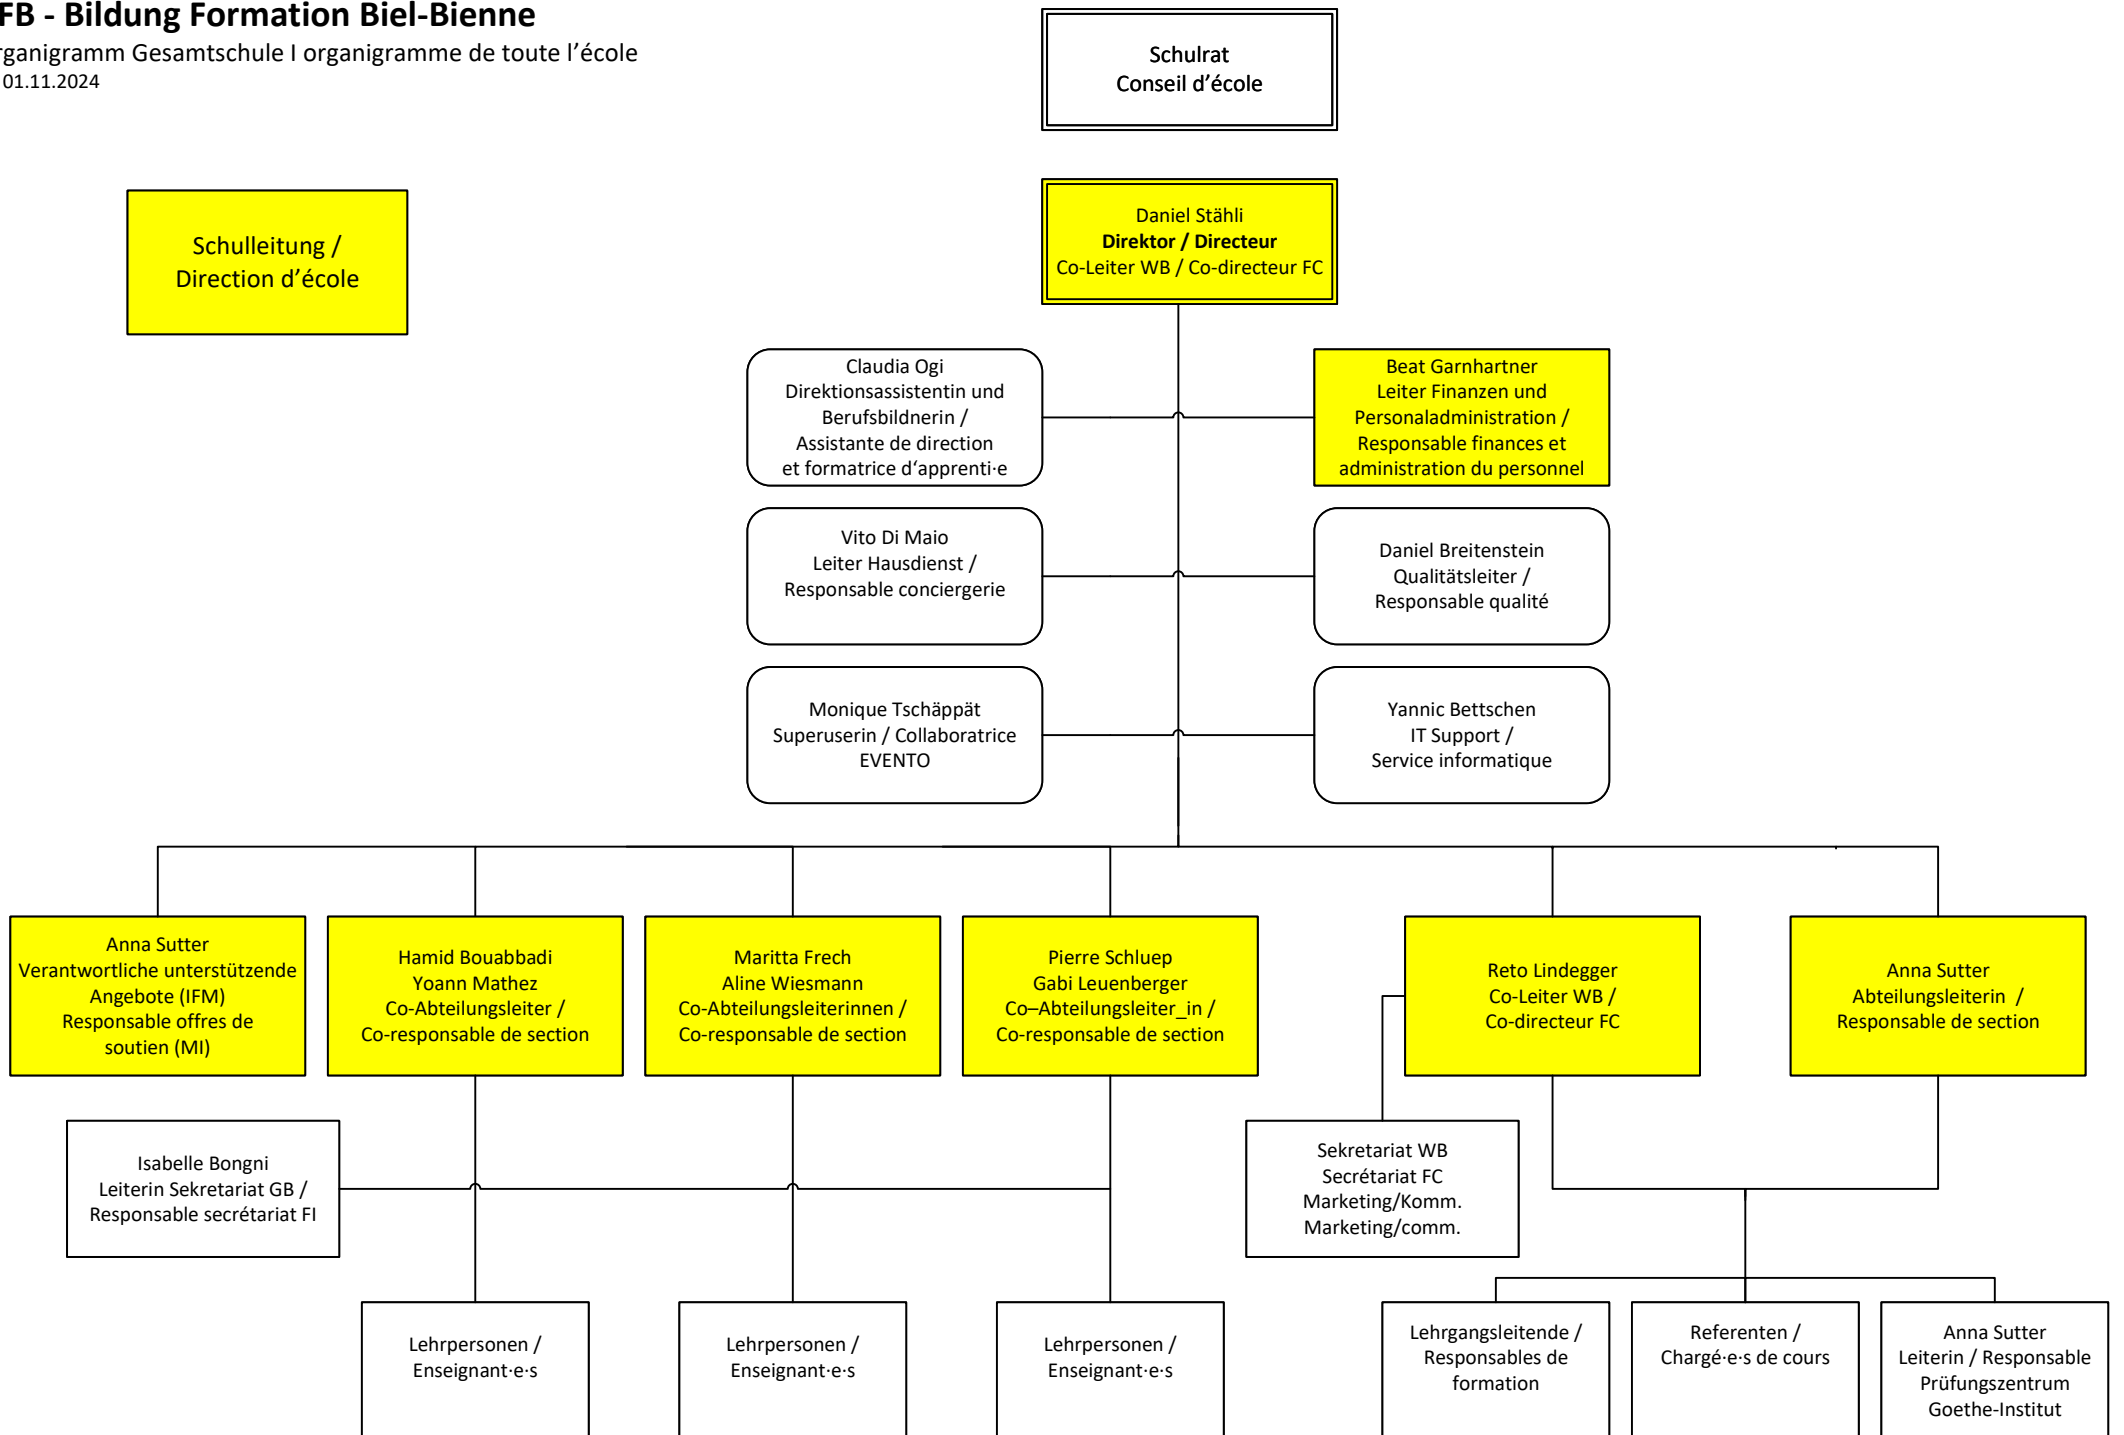 FB - Bildung Formation Biel-Bienne
rganigramm Gesamtschule I organigramme de toute l’école
01.11.2024
Schulrat
Conseil d’école
Schulleitung /
Direction d’école
Daniel Stähli
Direktor / Directeur
Co-Leiter WB / Co-directeur FC
Claudia Ogi
Direktionsassistentin und
Berufsbildnerin /
Assistante de direction
et formatrice d‘apprenti·e
Beat Garnhartner
Leiter Finanzen und
Personaladministration /
Responsable finances et
administration du personnel
Vito Di Maio
Leiter Hausdienst /
Responsable conciergerie
Daniel Breitenstein
Qualitätsleiter /
Responsable qualité
Monique Tschäppät
Superuserin / Collaboratrice
EVENTO
Yannic Bettschen
IT Support /
Service informatique
Anna Sutter
Verantwortliche unterstützende
Angebote (IFM)
Responsable offres de
soutien (MI)
Hamid Bouabbadi
Yoann Mathez
Co-Abteilungsleiter /
Co-responsable de section
Maritta Frech
Aline Wiesmann
Co-Abteilungsleiterinnen /
Co-responsable de section
Pierre Schluep
Gabi Leuenberger
Co–Abteilungsleiter_in /
Co-responsable de section
Reto Lindegger
Co-Leiter WB /
Co-directeur FC
Anna Sutter
Abteilungsleiterin /
Responsable de section
Isabelle Bongni
Leiterin Sekretariat GB /
Responsable secrétariat FI
Sekretariat WB
Secrétariat FC
Marketing/Komm.
Marketing/comm.
Lehrpersonen /
Enseignant·e·s
Lehrpersonen /
Enseignant·e·s
Lehrpersonen /
Enseignant·e·s
Lehrgangsleitende /
Responsables de
formation
Referenten /
Chargé·e·s de cours
Anna Sutter
Leiterin / Responsable
Prüfungszentrum
Goethe-Institut